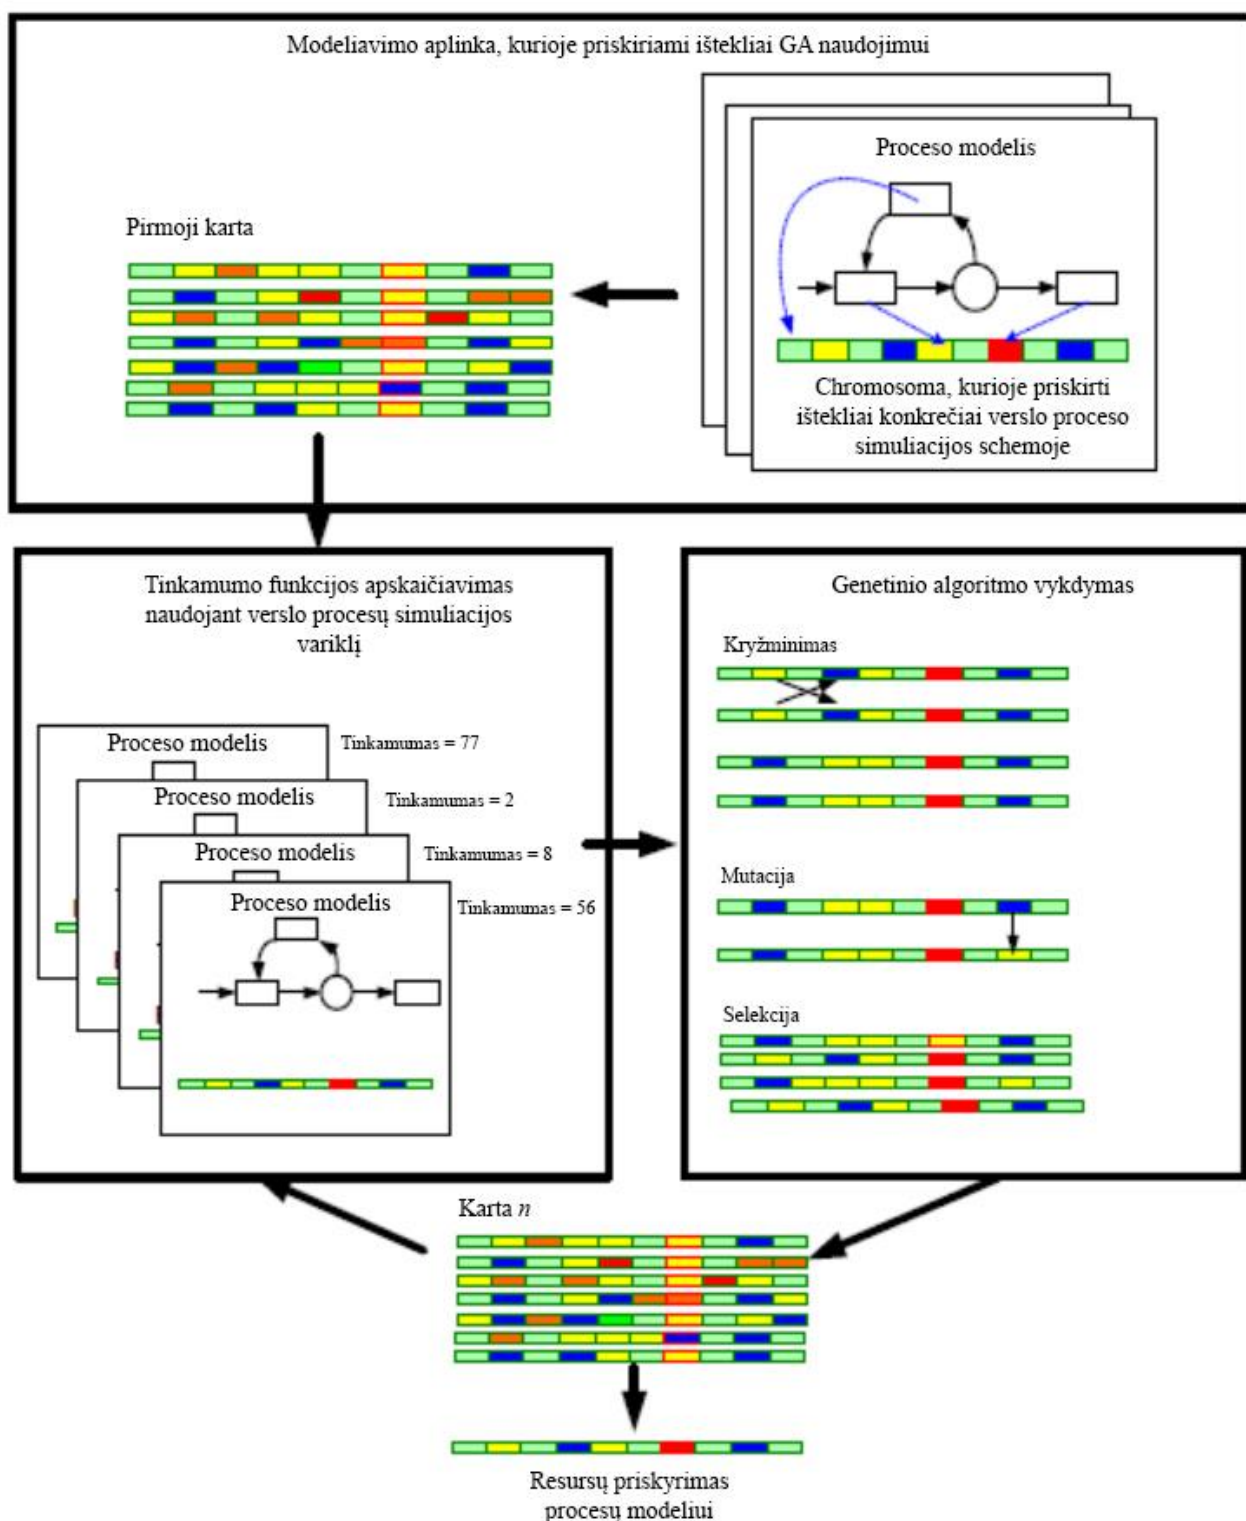 Modeliavimo aplinka, kurioje priskiriami ištekliai GA naudojimui
Proceso modelis
Pirmoji karta
Chromosoma, kurioje priskirti
ištekliai konkrečiai verslo proceso
simuliacijos schemoje
Tinkamumo funkcijos apskaičiavimas
naudojant verslo procesų simuliacijos
variklį
Proceso modelis
Tinkamumas = 77
Proceso modelis
Tinkamumas = 2
Proceso modelis
Tinkamumas = 8
Proceso modelis
Tinkamumas = 56
Genetinio algoritmo vykdymas
Kryžminimas
Mutacija
Selekcija
Karta n
Resursų priskyrimas
procesų modeliui